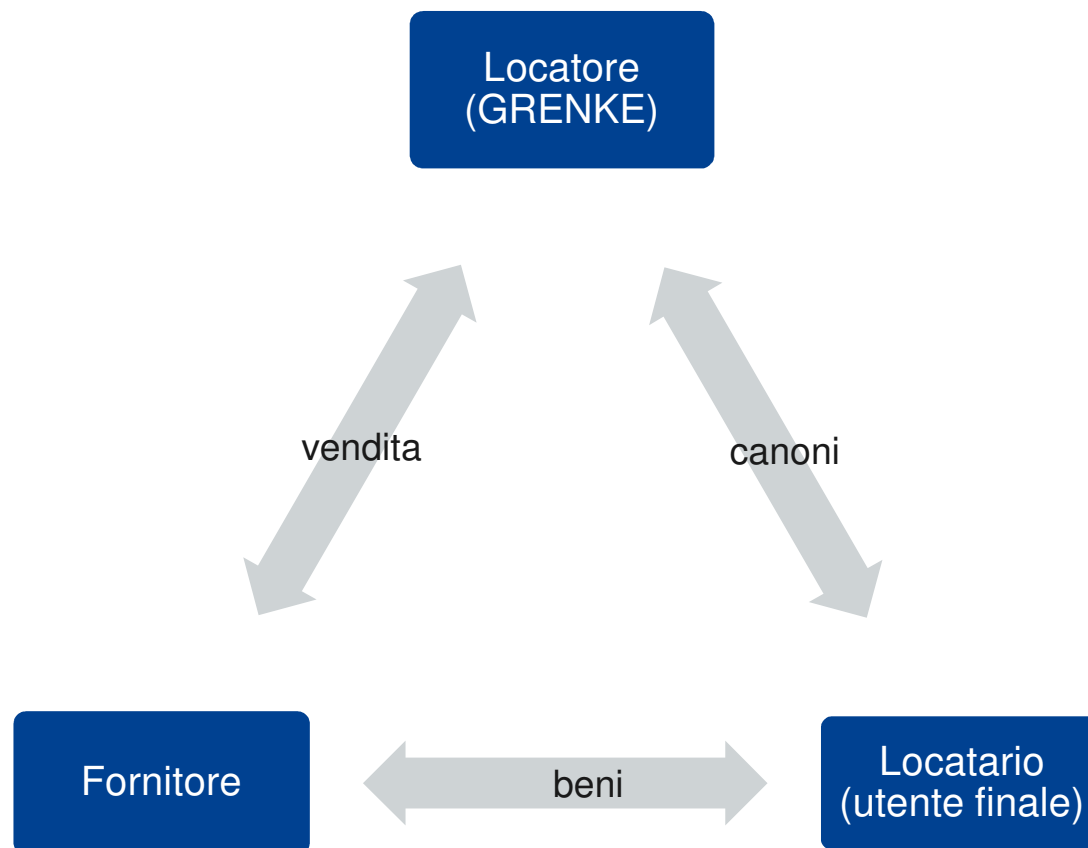 Locatore
(GRENKE)
vendita
canoni
Fornitore
beni
Locatario
(utente finale)